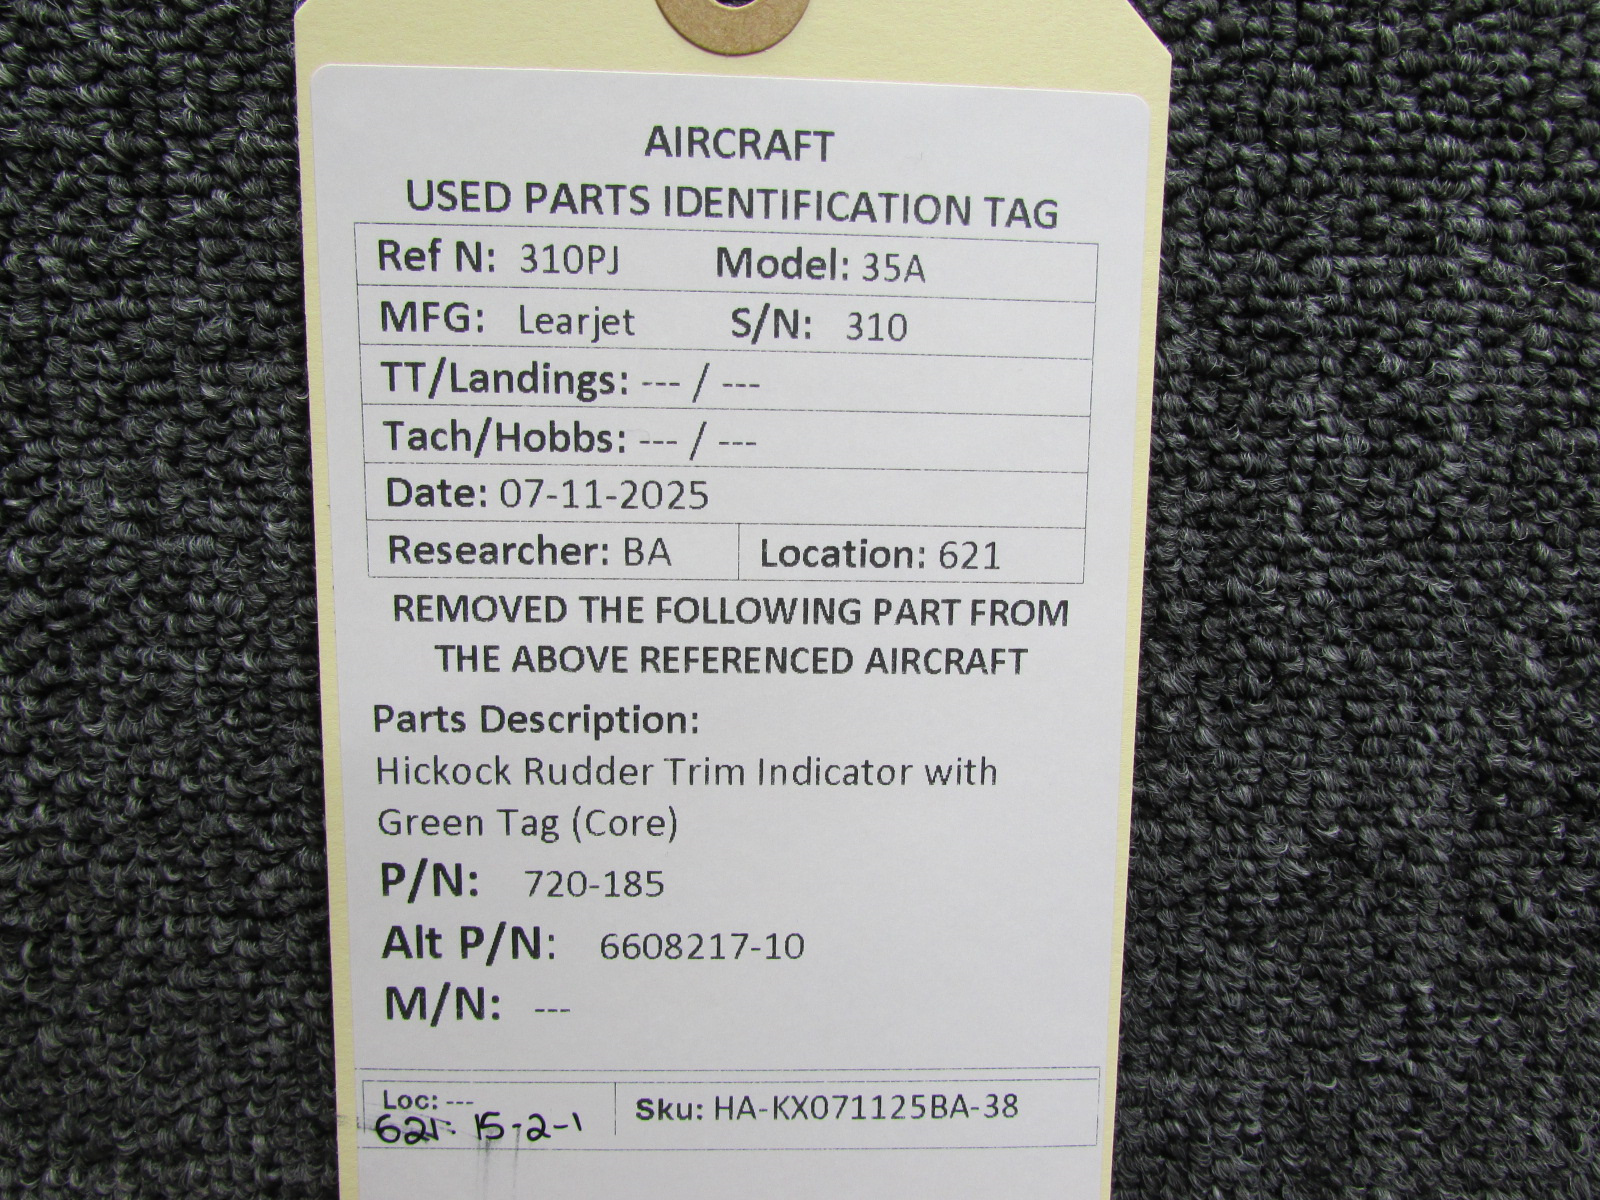 AIRCRAFT
USED PARTS IDENTIFICATION TAG
Ref N: 310PJ Model: 35A
MFG: Learjet S/N: 310
TT/Landings: --- / ---
Tach/Hobbs: --- / ---
Date: 07-11-2025
Researcher: BA Location: 621
REMOVED THE FOLLOWING PART FROM
THE ABOVE REFERENCED AIRCRAFT
Parts Description:
Hickock Rudder Trim Indicator with
Green Tag (Core)
P/N: 720-185
Alt P/N: 6608217-10
M/N: ---
Loc: --- Sku: HA-KX071125BA-38
621: 15-2-1